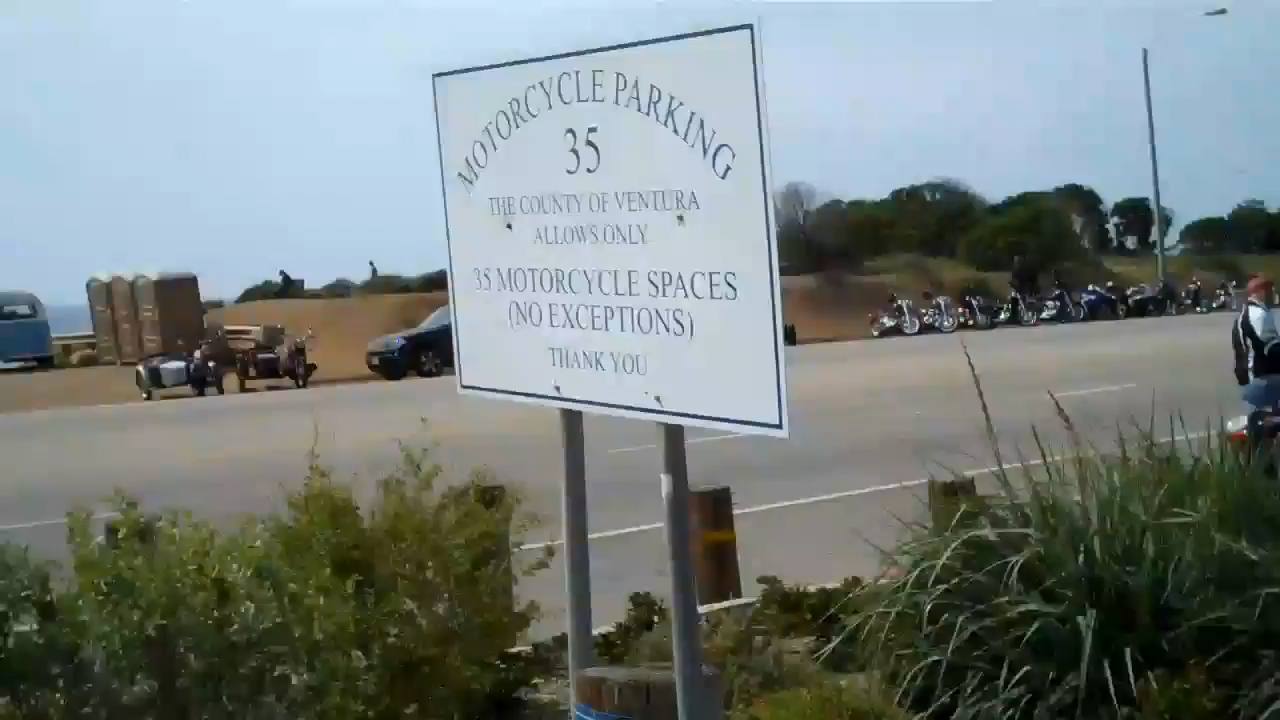 MOTORCYCLE PARKING
35
THE COUNTY OF VENTURA
ALLOWS ONLY
35 MOTORCYCLE SPACES
(NO EXCEPTIONS)
THANK YOU